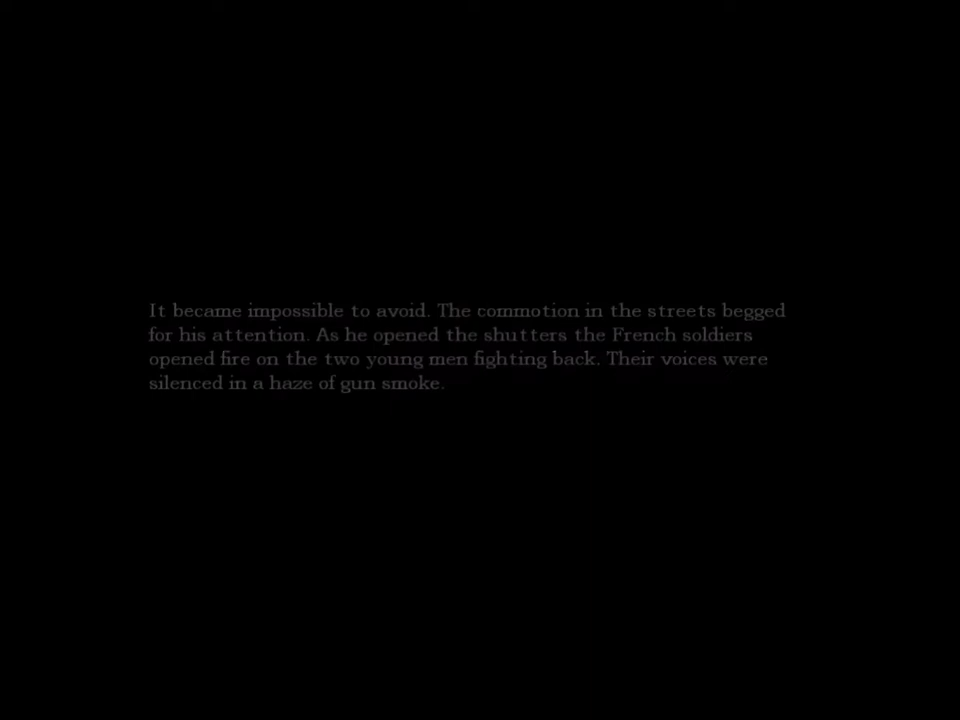 It became impossible to avoid. The commotion in the streets begged
for his attention. As he opened the shutters the French soldiers
opened fire on the two young men fighting back. Their voices were
silenced in a haze of gun smoke.